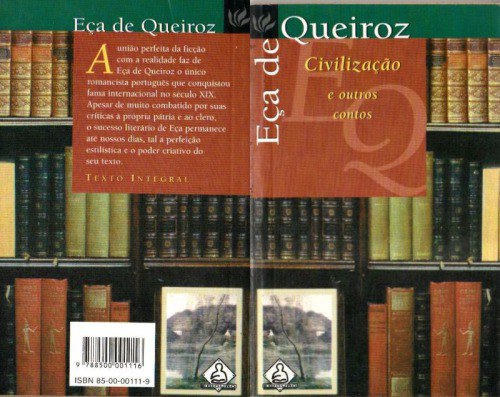 Eça de Queiroz
A união perfeita da ficção
com a realidade faz de
Eça de Queiroz o único
romancista português que conquistou
fama internacional no século XIX.
Apesar de muito combatido por suas
críticas à própria pátria e ao clero,
o sucesso literário de Eça permanece
até nossos dias, tal a perfeição
estilística e o poder criativo do
seu texto.
TEXTO INTEGRAL
9 788500 001116
ISBN 85-00-00111-9
Eça de Queiroz
EQ
Civilização
e outros
contos